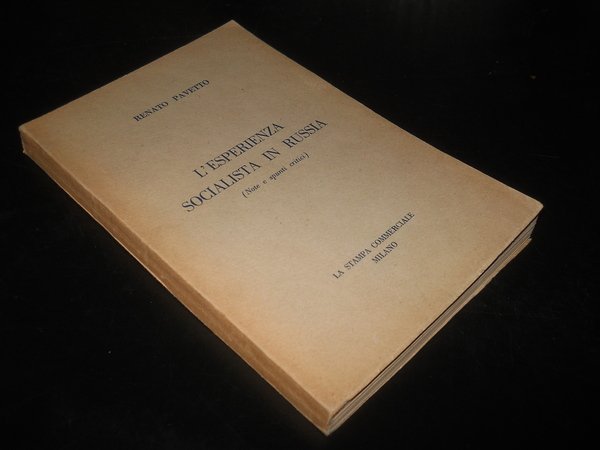 RENATO PAVETTO
L'ESPERIENZA
SOCIALISTA IN RUSSIA
(Note e spunti critici)
LA STAMPA COMMERCIALE
MILANO